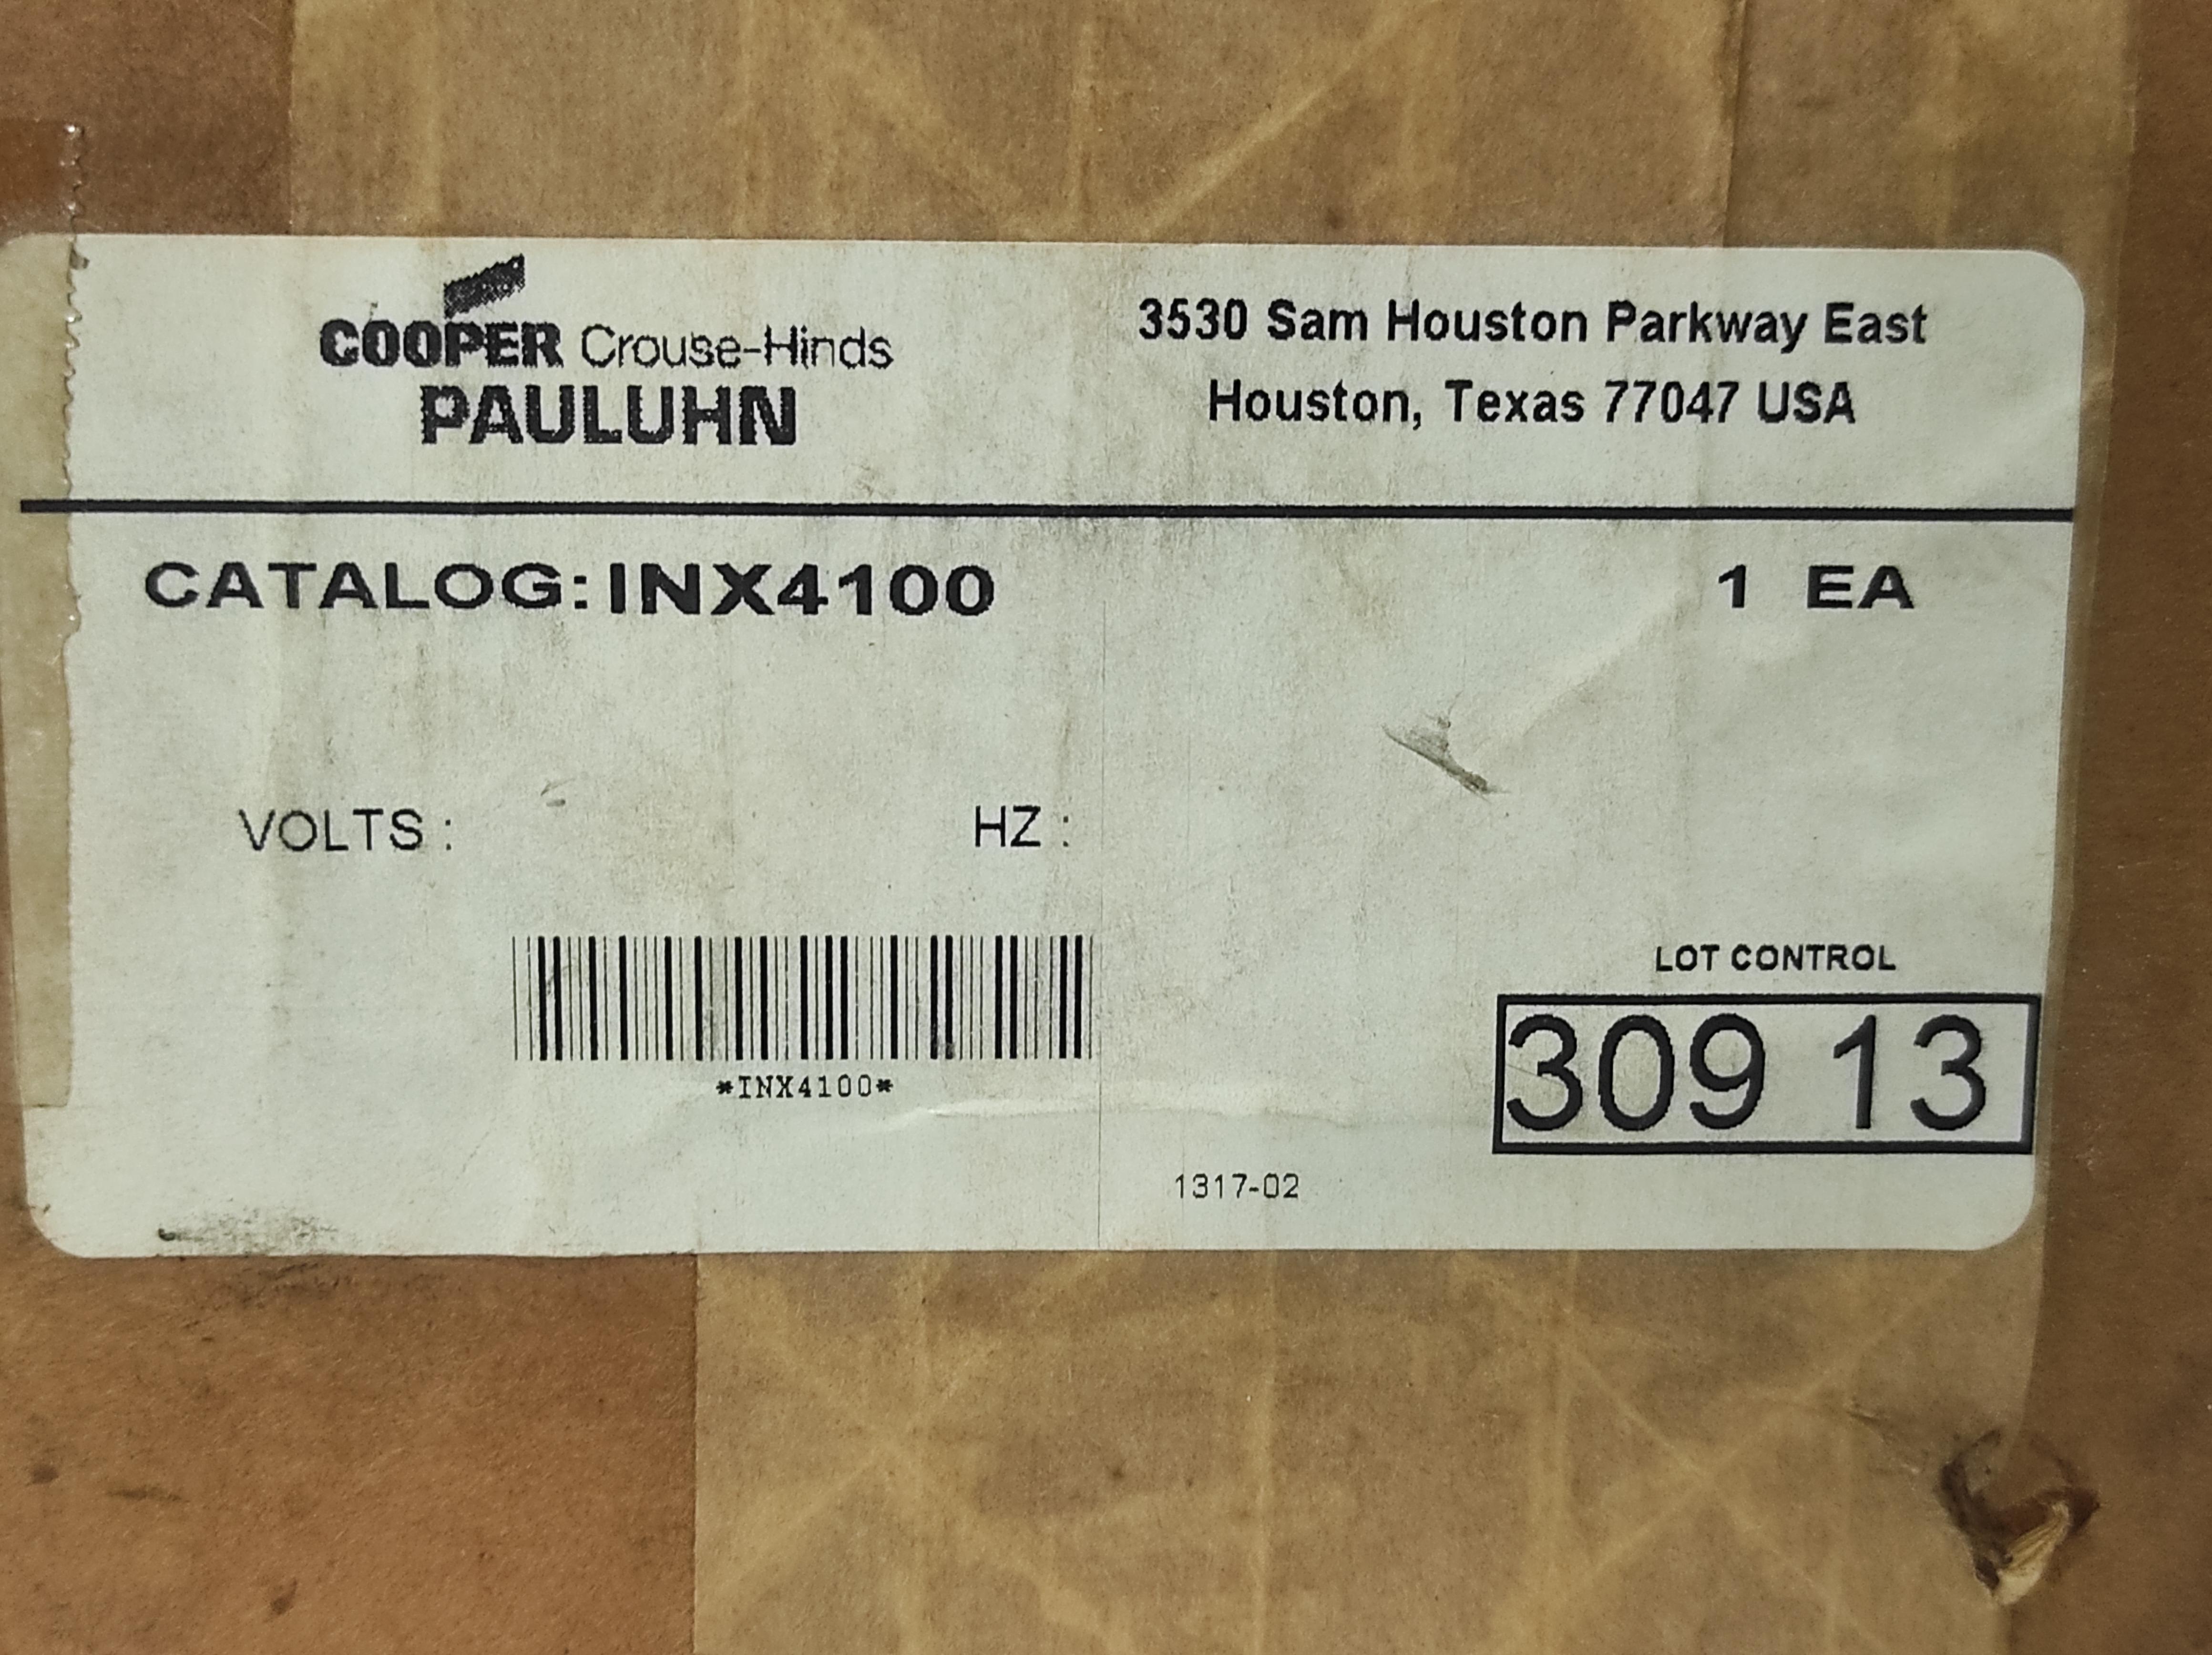 COOPER Crouse-Hinds
PAULUHN
3530 Sam Houston Parkway East
Houston, Texas 77047 USA
CATALOG: INX4100 1 EA
VOLTS : HZ :
*INX4100*
LOT CONTROL
309 13
1317-02